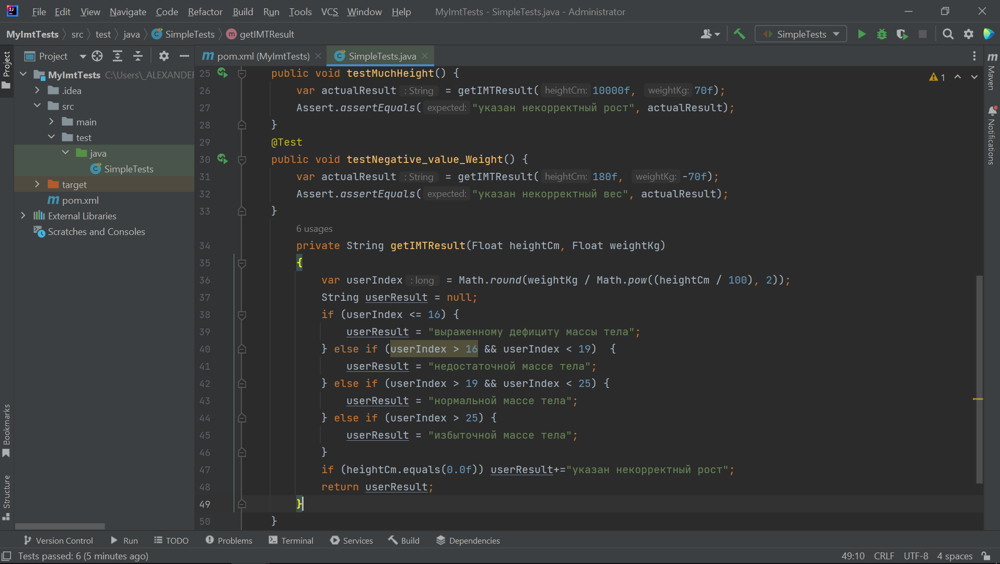 File Edit View Navigate Code Refactor Build Run Tools VCS Window Help MyImtTests - SimpleTests.java - Administrator
MyImtTests src test java SimpleTests m getIMTResult SimpleTests
Project
Project
pom.xml (MyImtTests)
SimpleTests.java
MyImtTests C:\Users\_ALEXANDER
.idea
src
main
test
java
SimpleTests
target
pom.xml
External Libraries
Scratches and Consoles
1
25 public void testMuchHeight() {
26 var actualResult : String = getIMTResult( heightCm: 10000f, weightKg: 70f);
27 Assert.assertEquals( expected: "указан некорректный рост", actualResult);
28 }
29 @Test
30 public void testNegative_value_Weight() {
31 var actualResult : String = getIMTResult( heightCm: 180f, weightKg: -70f);
32 Assert.assertEquals( expected: "указан некорректный вес", actualResult);
33 }
6 usages
34 private String getIMTResult(Float heightCm, Float weightKg)
35 {
36 var userIndex : long = Math.round(weightKg / Math.pow((heightCm / 100), 2));
37 String userResult = null;
38 if (userIndex <= 16) {
39 userResult = "выраженному дефициту массы тела";
40 } else if (userIndex > 16 && userIndex < 19) {
41 userResult = "недостаточной массе тела";
42 } else if (userIndex > 19 && userIndex < 25) {
43 userResult = "нормальной массе тела";
44 } else if (userIndex > 25) {
45 userResult = "избыточной массе тела";
46 }
47 if (heightCm.equals(0.0f)) userResult+="указан некорректный рост";
48 return userResult;
49 }
50 }
m Maven
Notifications
Bookmarks
Structure
Version Control Run TODO Problems Terminal Services Build Dependencies
Tests passed: 6 (5 minutes ago) 49:10 CRLF UTF-8 4 spaces